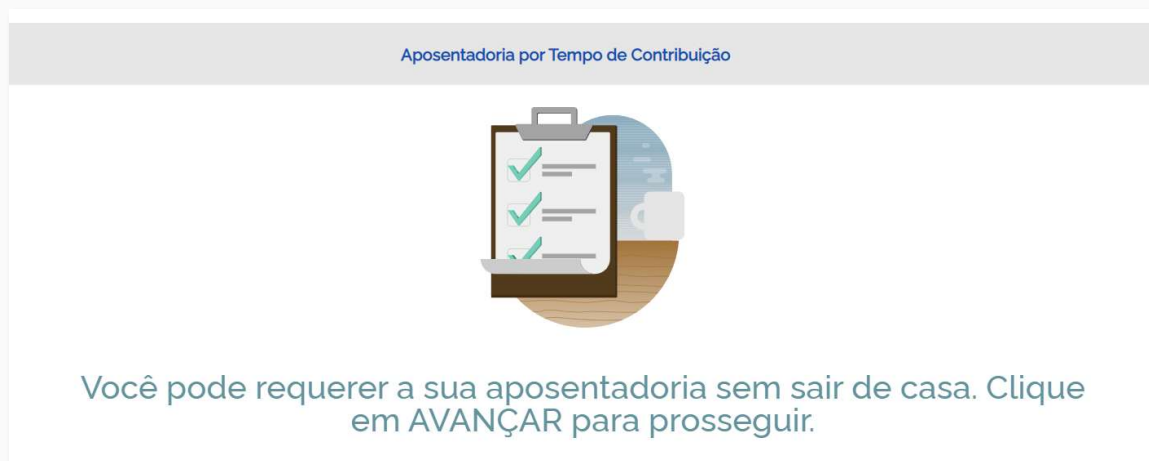 Aposentadoria por Tempo de Contribuição
Você pode requerer a sua aposentadoria sem sair de casa. Clique
em AVANÇAR para prosseguir.